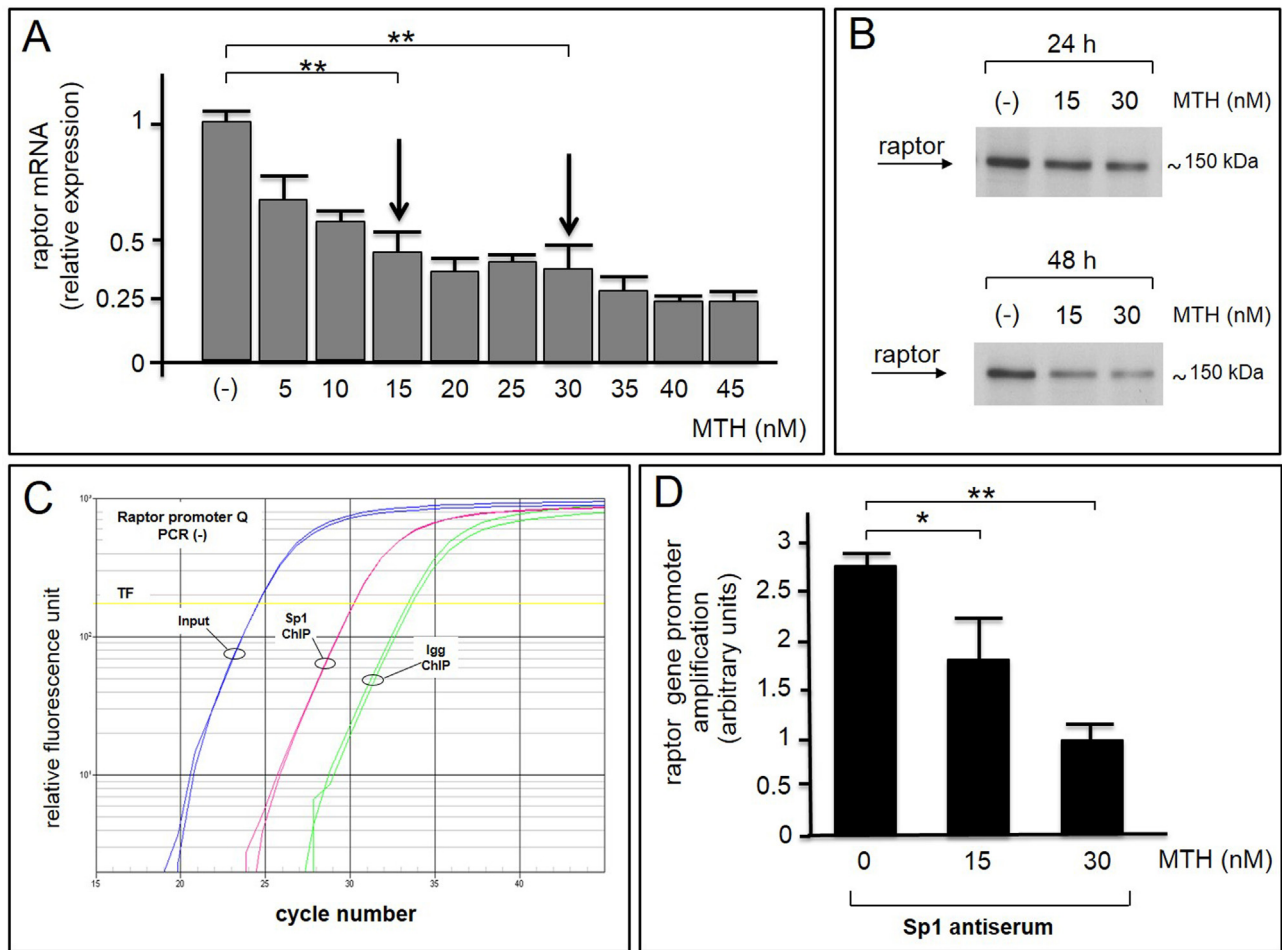 A
**
**
raptor mRNA
(relative expression)
1
0.5
0.25
0
(-) 5 10 15 20 25 30 35 40 45
MTH (nM)
B
24 h
(-) 15 30 MTH (nM)
raptor
~150 kDa
48 h
(-) 15 30 MTH (nM)
raptor
~150 kDa
C
Raptor promoter Q
PCR (-)
TF
Input
Sp1
ChIP
Igg
ChIP
relative fluorescence unit
10³
10²
10¹
15 20 25 30 35 40
cycle number
D
**
*
raptor gene promoter
amplification
(arbitrary units)
3
2.5
2
1.5
1
0.5
0
0 15 30 MTH (nM)
Sp1 antiserum